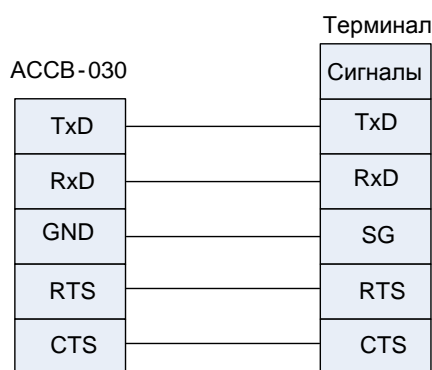 Терминал
АССВ-030
Сигналы
TxD
TxD
RxD
RxD
GND
SG
RTS
RTS
CTS
CTS